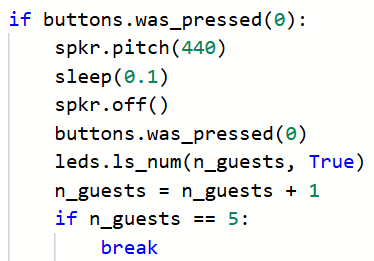 if buttons.was_pressed(0):
    spkr.pitch(440)
    sleep(0.1)
    spkr.off()
    buttons.was_pressed(0)
    leds.ls_num(n_guests, True)
    n_guests = n_guests + 1
    if n_guests == 5:
        break